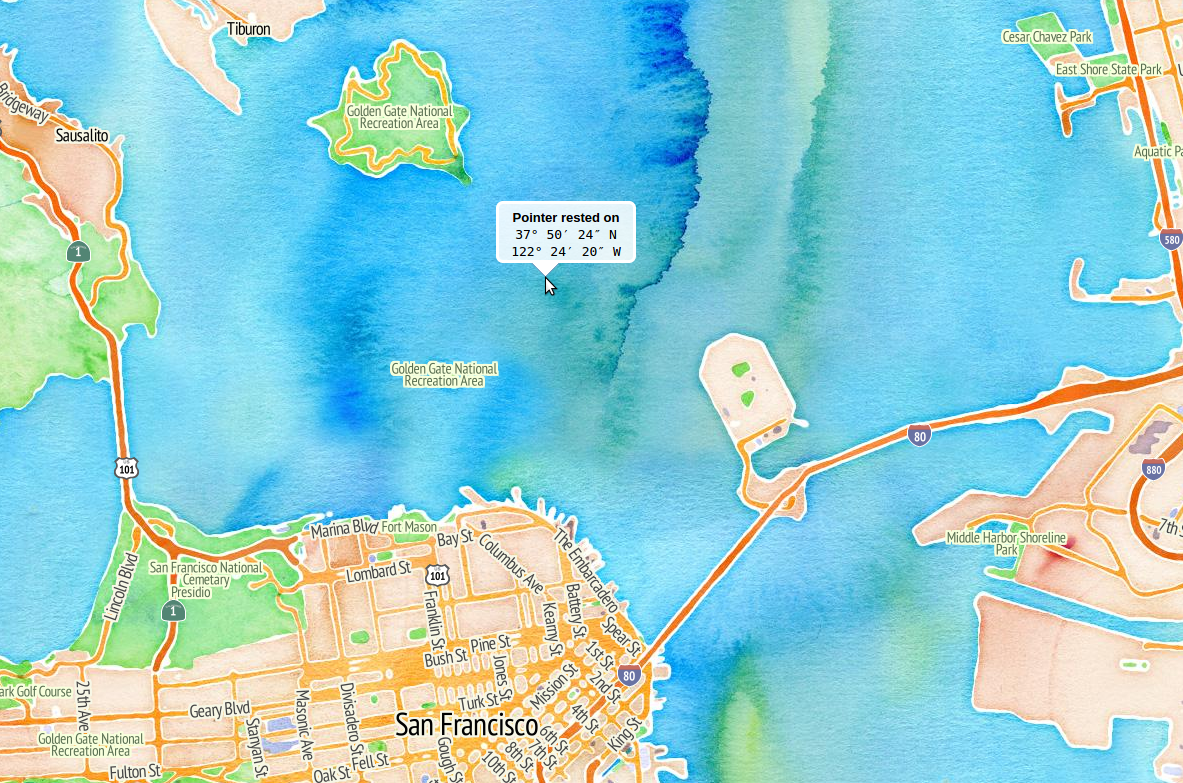 Tiburon
Cesar Chavez Park
East Shore State Park
Bridgeway
Golden Gate National
Recreation Area
Sausalito
Aquatic
Pointer rested on
37° 50′ 24″ N
122° 24′ 20″ W
580
1
Golden Gate National
Recreation Area
80
101
880
Marina Blvd
Fort Mason
Bay St
Columbus Ave
The Embarcadero
7th
Middle Harbor Shoreline
Park
San Francisco National
Cemetary
Presidio
Lombard St
101
Lincoln Blvd
1
Franklin St
Kearny St
Battery St
Spear St
Pine St
Bush St
Jones St
1st St
80
Mission St
2nd St
ark Golf Course
25th Ave
Geary Blvd
Stanyan St
Masonic Ave
Divisadero St
Turk St
4th St
San Francisco
King St
6th St
7th St
8th St
10th St
Gough St
Golden Gate National
Recreation Area
Fell St
Oak St
Fulton St